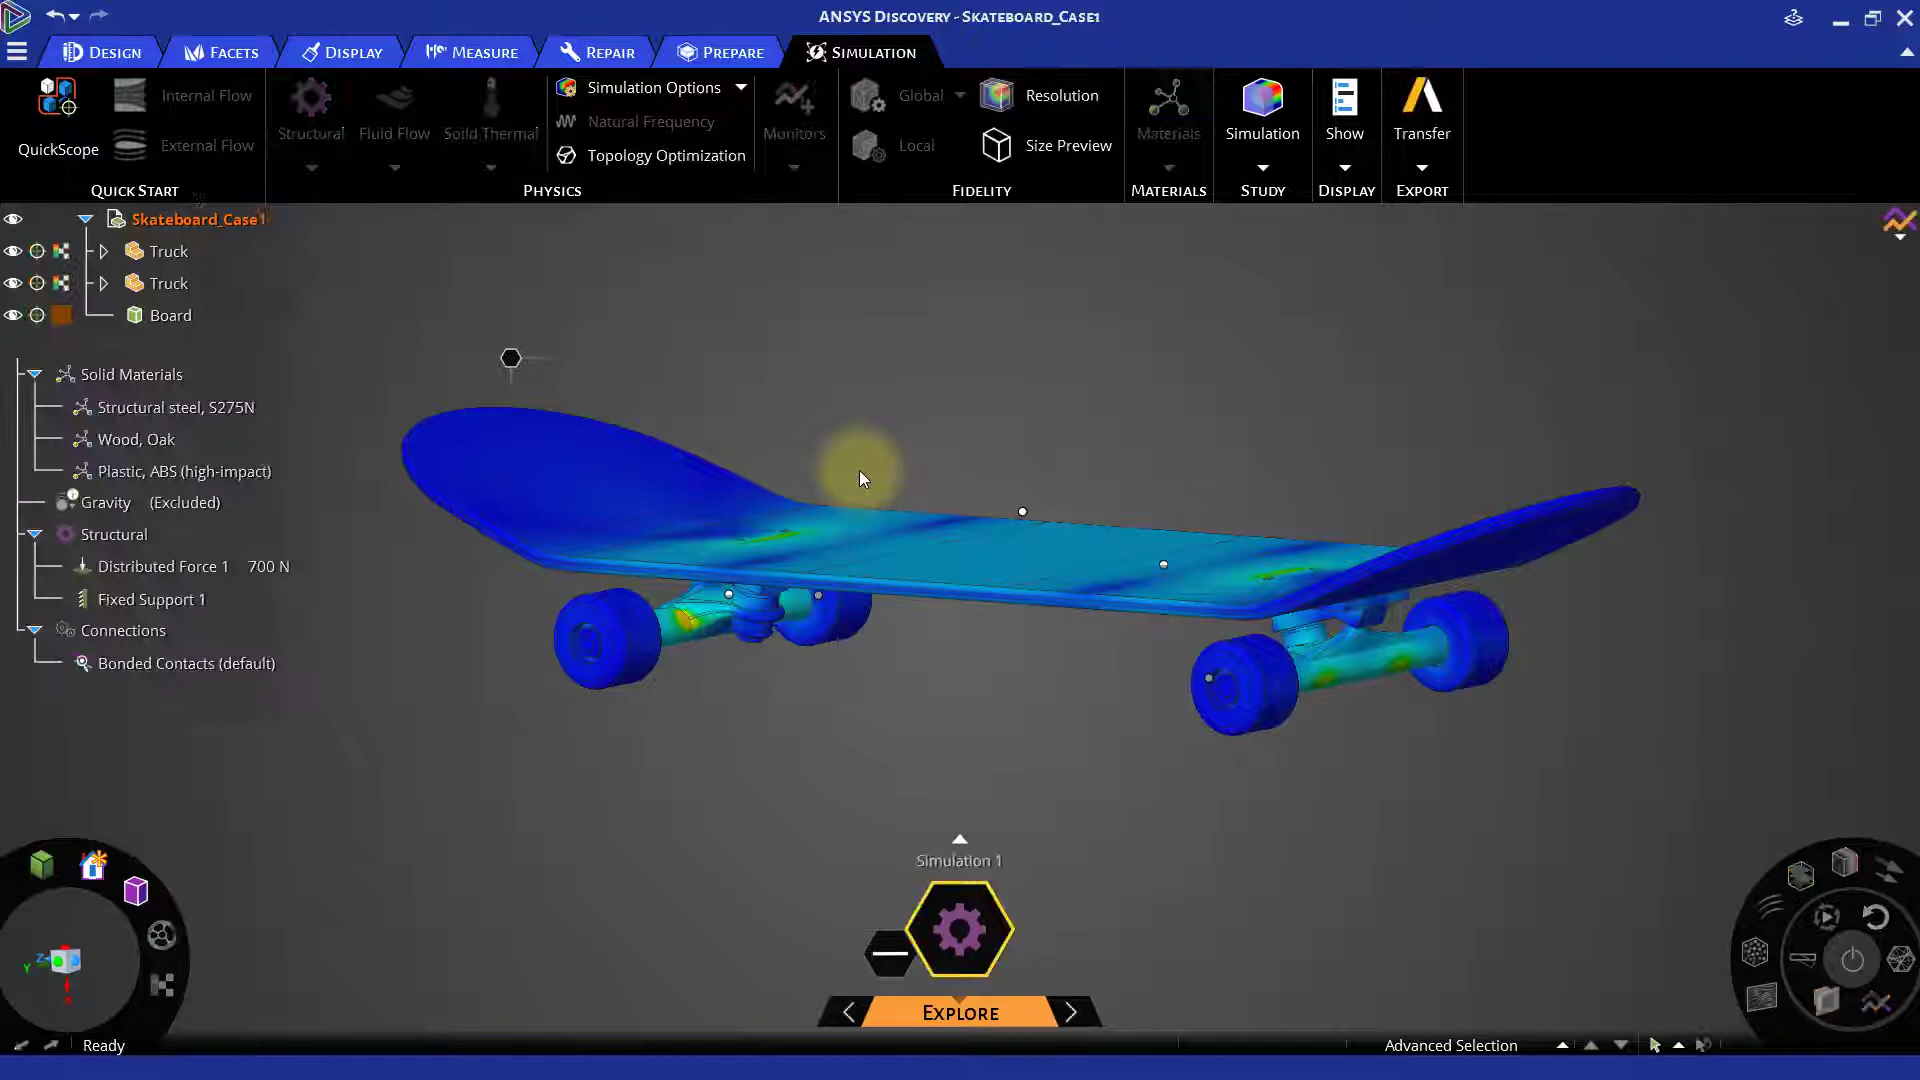 ANSYS Discovery - Skateboard_Case1
Design
Facets
Display
Measure
Repair
Prepare
Simulation
QuickScope
Internal Flow
External Flow
Quick Start
Structural
Fluid Flow
Solid Thermal
Simulation Options
Natural Frequency
Topology Optimization
Monitors
Physics
Global
Local
Resolution
Size Preview
Fidelity
Materials
Materials
Simulation
Study
Show
Display
Transfer
Export
Skateboard_Case1
Truck
Truck
Board
Solid Materials
Structural steel, S275N
Wood, Oak
Plastic, ABS (high-impact)
Gravity (Excluded)
Structural
Distributed Force 1 700 N
Fixed Support 1
Connections
Bonded Contacts (default)
Simulation 1
Explore
Z
Y
Ready
Advanced Selection